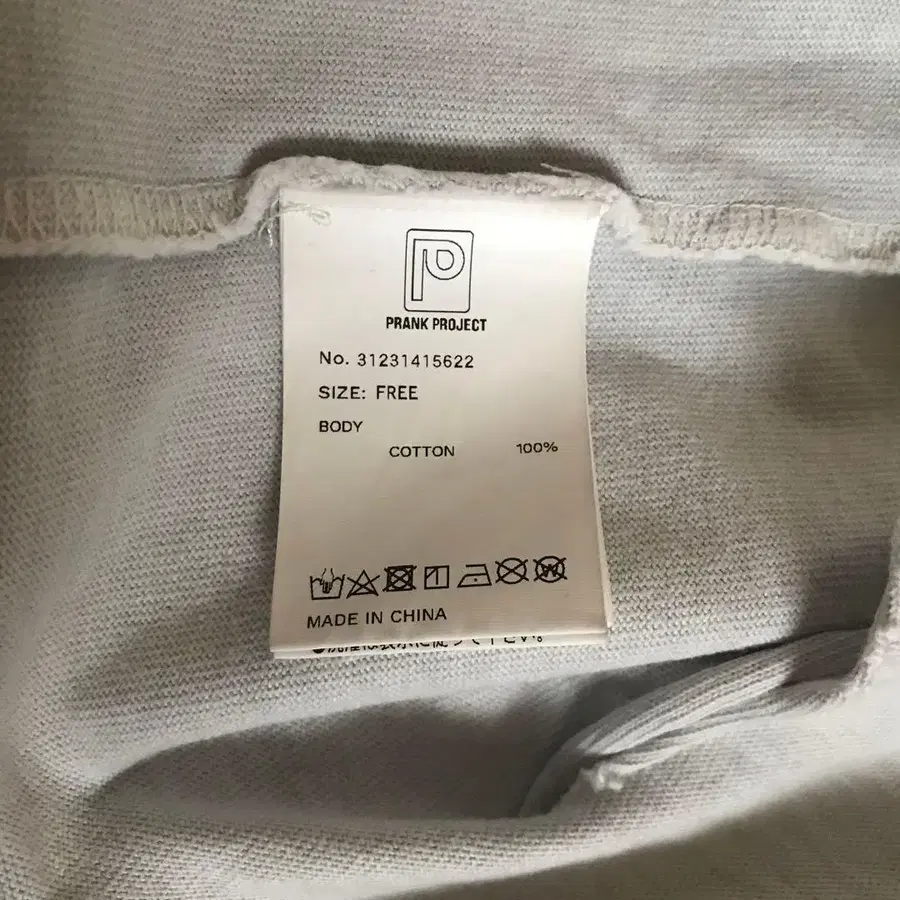 PRANK PROJECT
No. 31231415622
SIZE: FREE
BODY
COTTON 100%
MADE IN CHINA